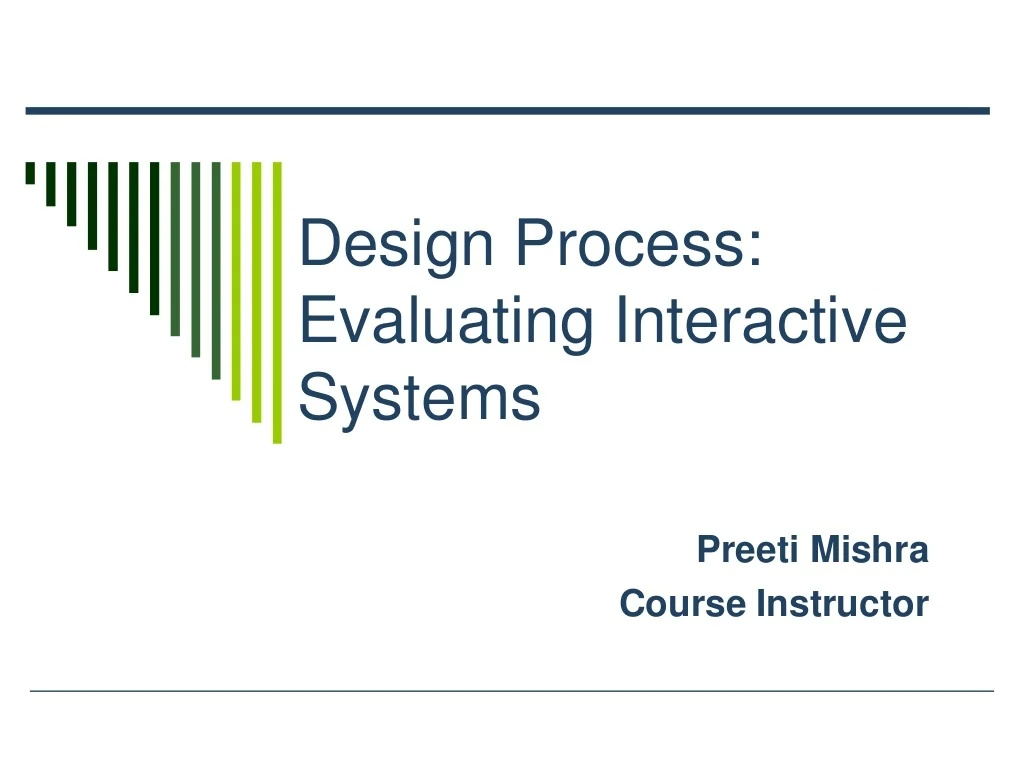 Design Process:
Evaluating Interactive
Systems
Preeti Mishra
Course Instructor